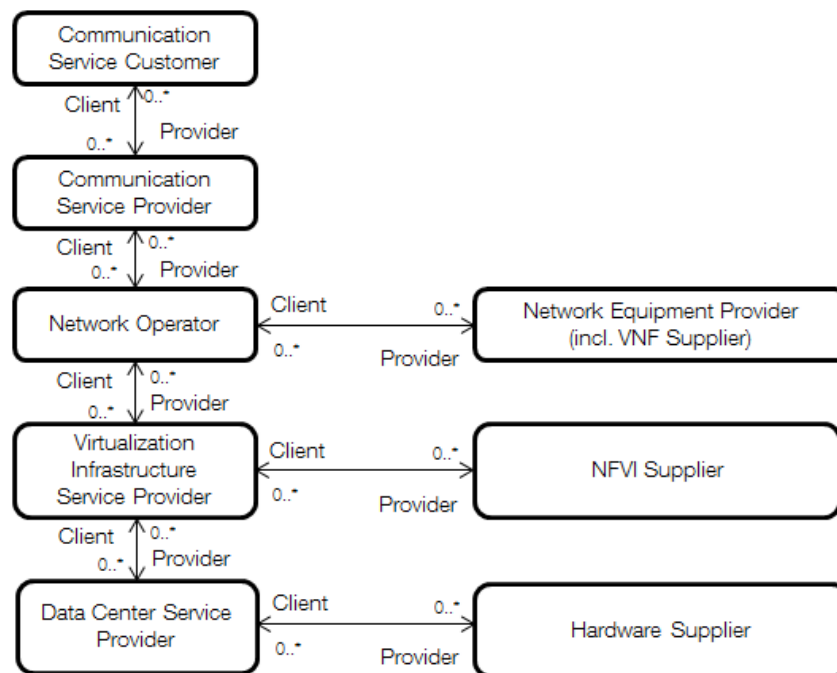 Communication
Service Customer
Client
0..*
0..*
Provider
Communication
Service Provider
Client
0..*
0..*
Provider
Network Operator
Client
0..*
0..*
Provider
Network Equipment Provider
(incl. VNF Supplier)
Client
0..*
0..*
Provider
Virtualization
Infrastructure
Service Provider
Client
0..*
0..*
Provider
NFVI Supplier
Client
0..*
0..*
Provider
Data Center Service
Provider
Client
0..*
0..*
Provider
Hardware Supplier